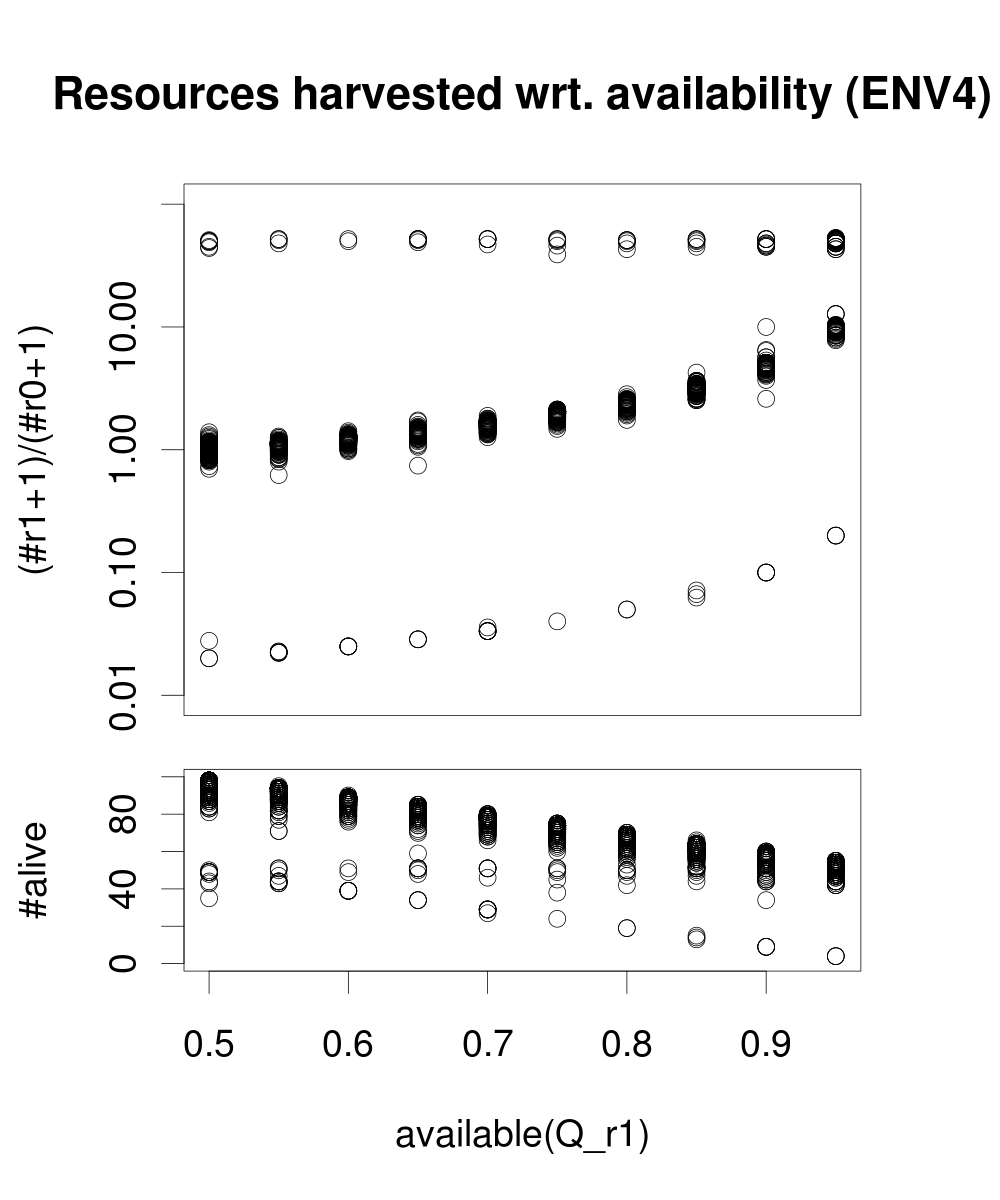 Resources harvested wrt. availability (ENV4)
(#r1+1)/(#r0+1)
10.00
1.00
0.10
0.01
#alive
80
40
0
0.5 0.6 0.7 0.8 0.9
available(Q_r1)